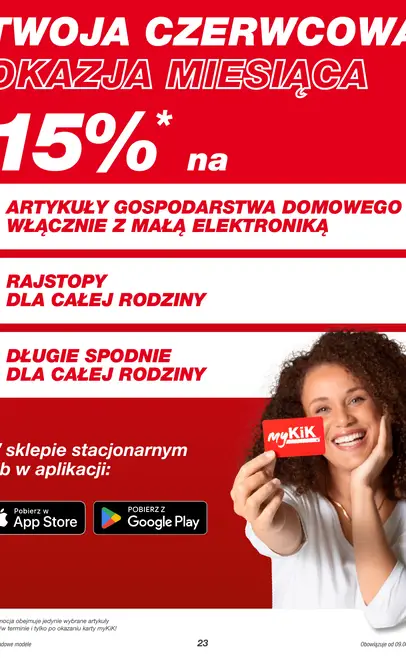 TWOJA CZERWCOWA
OKAZJA MIESIĄCA
15%* na
ARTYKUŁY GOSPODARSTWA DOMOWEGO
WŁĄCZNIE Z MAŁĄ ELEKTRONIKĄ
RAJSTOPY
DLA CAŁEJ RODZINY
DŁUGIE SPODNIE
DLA CAŁEJ RODZINY
myKiK
sklepie stacjonarnym
b w aplikacji:
Pobierz w
App Store
POBIERZ Z
Google Play
mocja obejmuje jedynie wybrane artykuły
w terminie i tylko po okazaniu karty myKiK!
adowe modele
23
Obowiązuje od 09.0